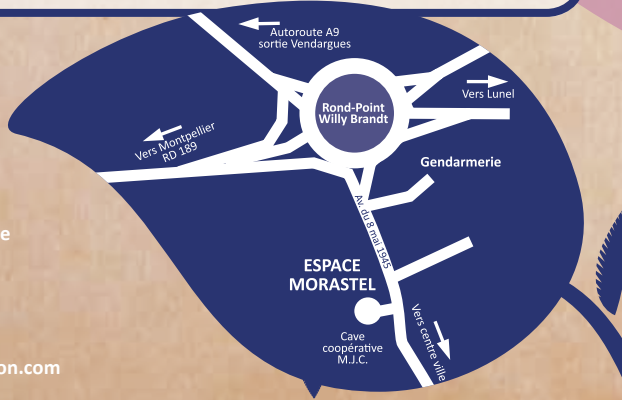 Autoroute A9
sortie Vendargues
Rond-Point
Willy Brandt
Vers Lunel
Vers Montpellier
RD 189
Gendarmerie
Av. du 8 mai 1945
ESPACE
MORASTEL
Cave
coopérative
M.J.C.
Vers centre ville
e
on.com